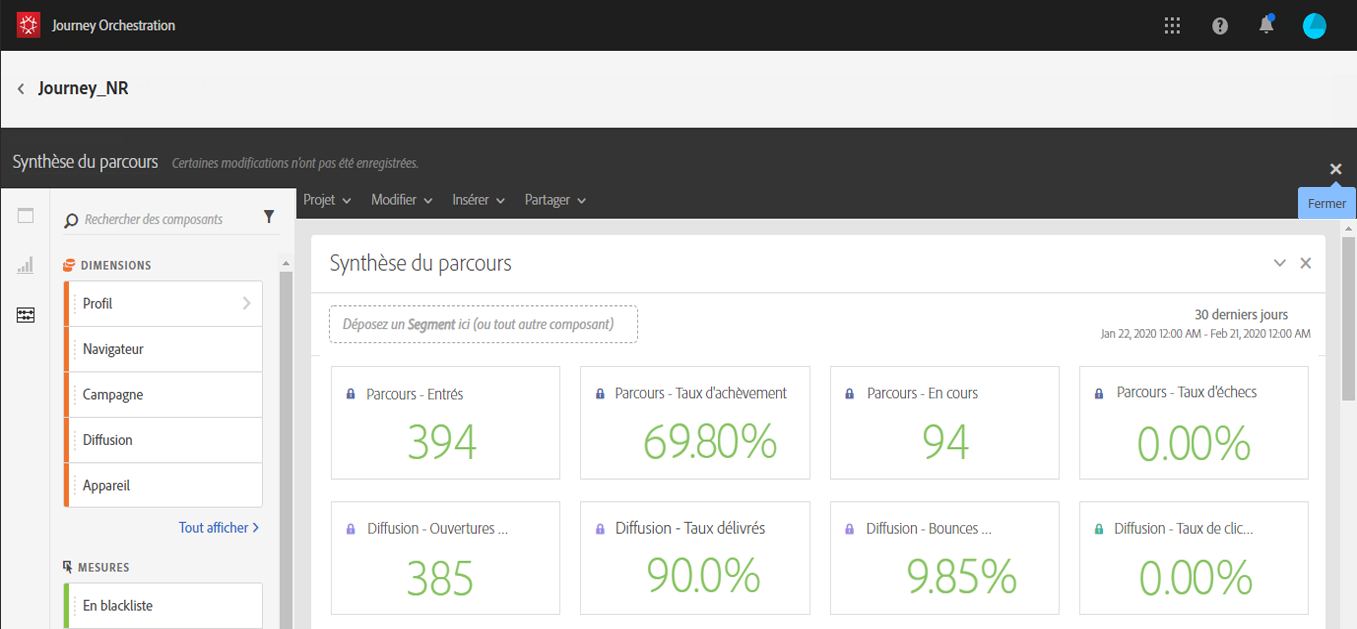 Journey Orchestration
Journey_NR
Synthèse du parcours Certaines modifications n'ont pas été enregistrées.
Fermer
Projet Modifier Insérer Partager
Rechercher des composants
DIMENSIONS
Profil
Navigateur
Campagne
Diffusion
Appareil
Tout afficher
MESURES
En blackliste
Synthèse du parcours
Déposez un Segment ici (ou tout autre composant)
30 derniers jours
Jan 22, 2020 12:00 AM - Feb 21, 2020 12:00 AM
Parcours - Entrés
394
Parcours - Taux d'achèvement
69.80%
Parcours - En cours
94
Parcours - Taux d'échecs
0.00%
Diffusion - Ouvertures ...
385
Diffusion - Taux délivrés
90.0%
Diffusion - Bounces ...
9.85%
Diffusion - Taux de clic...
0.00%